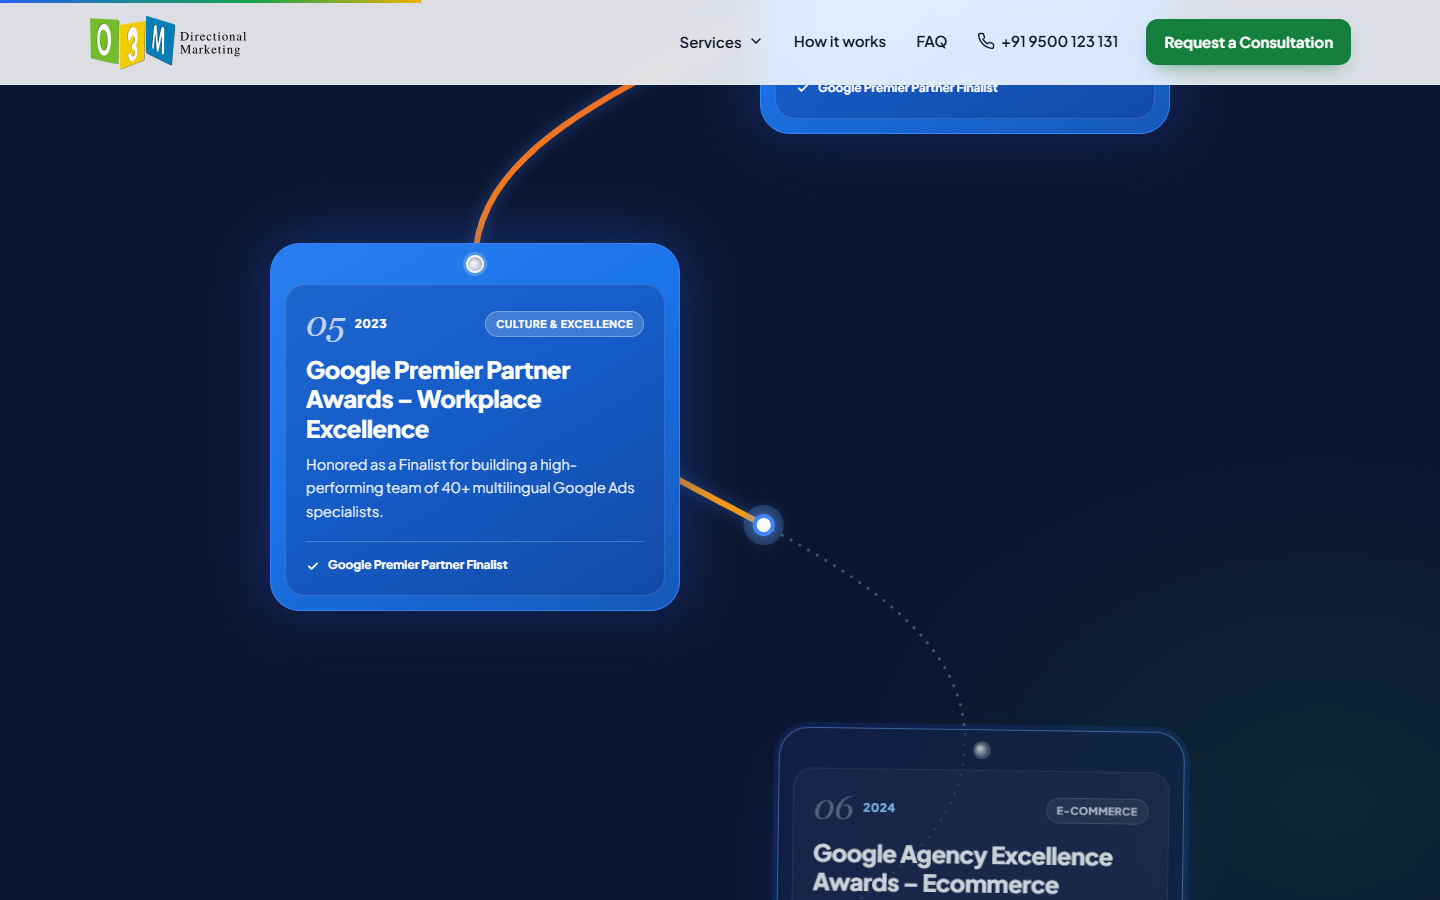 O3M
Directional
Marketing
Services
How it works
FAQ
+91 9500 123 131
Request a Consultation
Google Premier Partner Finalist
05 2023 CULTURE & EXCELLENCE
Google Premier Partner
Awards – Workplace
Excellence
Honored as a Finalist for building a high-
performing team of 40+ multilingual Google Ads
specialists.
Google Premier Partner Finalist
06 2024 E-COMMERCE
Google Agency Excellence
Awards – Ecommerce